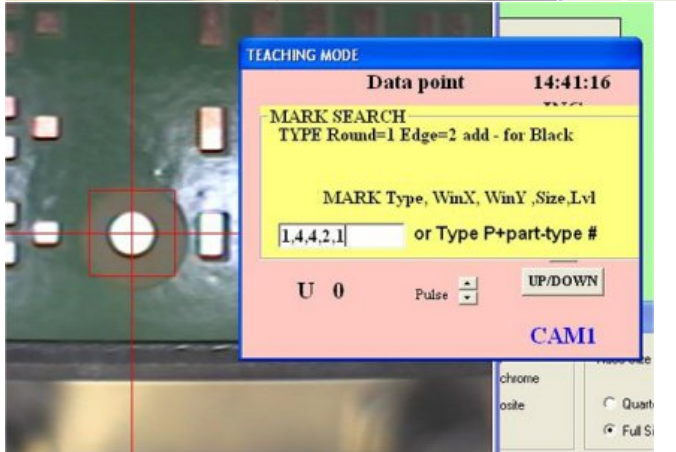 TEACHING MODE
Data point 14:41:16
MARK SEARCH
TYPE Round=1 Edge=2 add - for Black
MARK Type, WinX, WinY ,Size,Lvl
1,4,4,2,1 or Type P+part-type #
U 0 Pulse UP/DOWN
CAM1
chrome
osite Quart
Full Si